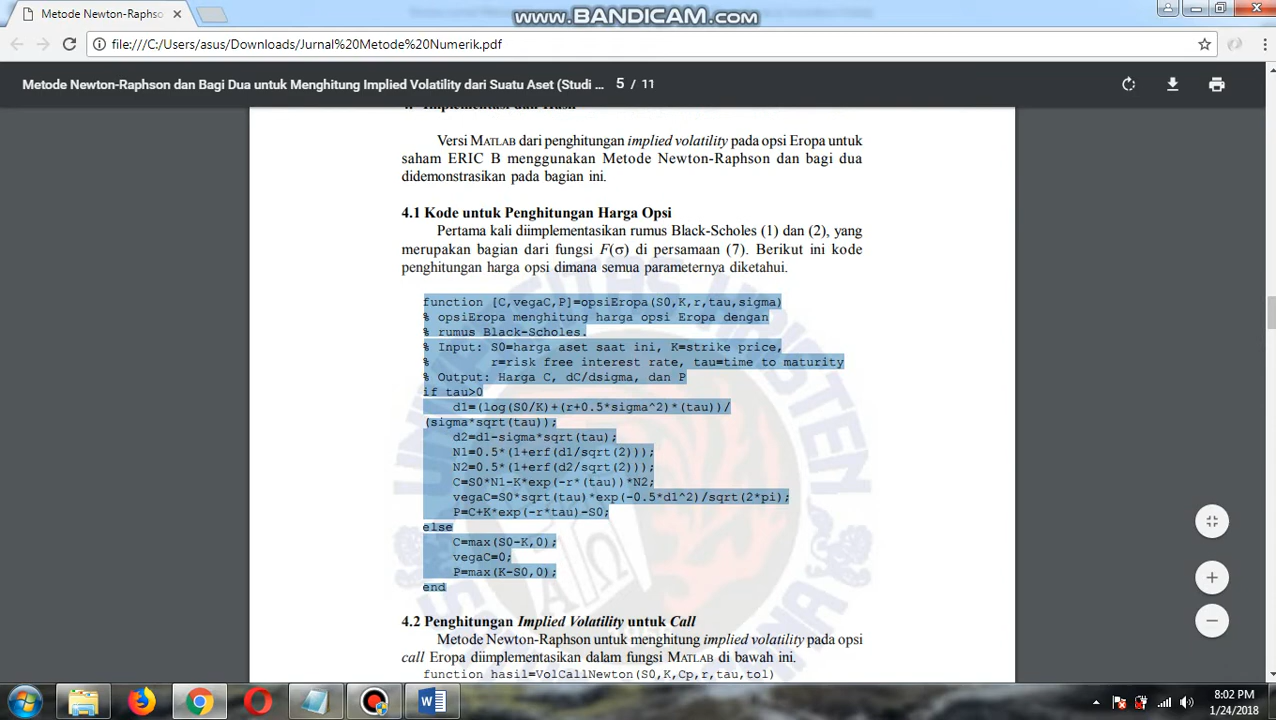 www.BANDICAM.com
Metode Newton-Raphso
file:///C:/Users/asus/Downloads/Jurnal%20Metode%20Numerik.pdf
Metode Newton-Raphson dan Bagi Dua untuk Menghitung Implied Volatility dari Suatu Aset (Studi ... 5 / 11
Versi MATLAB dari penghitungan implied volatility pada opsi Eropa untuk
saham ERIC B menggunakan Metode Newton-Raphson dan bagi dua
didemonstrasikan pada bagian ini.
4.1 Kode untuk Penghitungan Harga Opsi
Pertama kali diimplementasikan rumus Black-Scholes (1) dan (2), yang
merupakan bagian dari fungsi F(σ) di persamaan (7). Berikut ini kode
penghitungan harga opsi dimana semua parameternya diketahui.
function [C,vegaC,P]=opsiEropa(S0,K,r,tau,sigma)
% opsiEropa menghitung harga opsi Eropa dengan
% rumus Black-Scholes.
% Input: S0=harga aset saat ini, K=strike price,
% r=risk free interest rate, tau=time to maturity
% Output: Harga C, dC/dsigma, dan P
if tau>0
d1=(log(S0/K)+(r+0.5*sigma^2)*(tau))/
(sigma*sqrt(tau));
d2=d1-sigma*sqrt(tau);
N1=0.5*(1+erf(d1/sqrt(2)));
N2=0.5*(1+erf(d2/sqrt(2)));
C=S0*N1-K*exp(-r*(tau))*N2;
vegaC=S0*sqrt(tau)*exp(-0.5*d1^2)/sqrt(2*pi);
P=C+K*exp(-r*tau)-S0;
else
C=max(S0-K,0);
vegaC=0;
P=max(K-S0,0);
end
4.2 Penghitungan Implied Volatility untuk Call
Metode Newton-Raphson untuk menghitung implied volatility pada opsi
call Eropa diimplementasikan dalam fungsi MATLAB di bawah ini.
function hasil=VolCallNewton(S0,K,Cp,r,tau,tol)
8:02 PM
1/24/2018